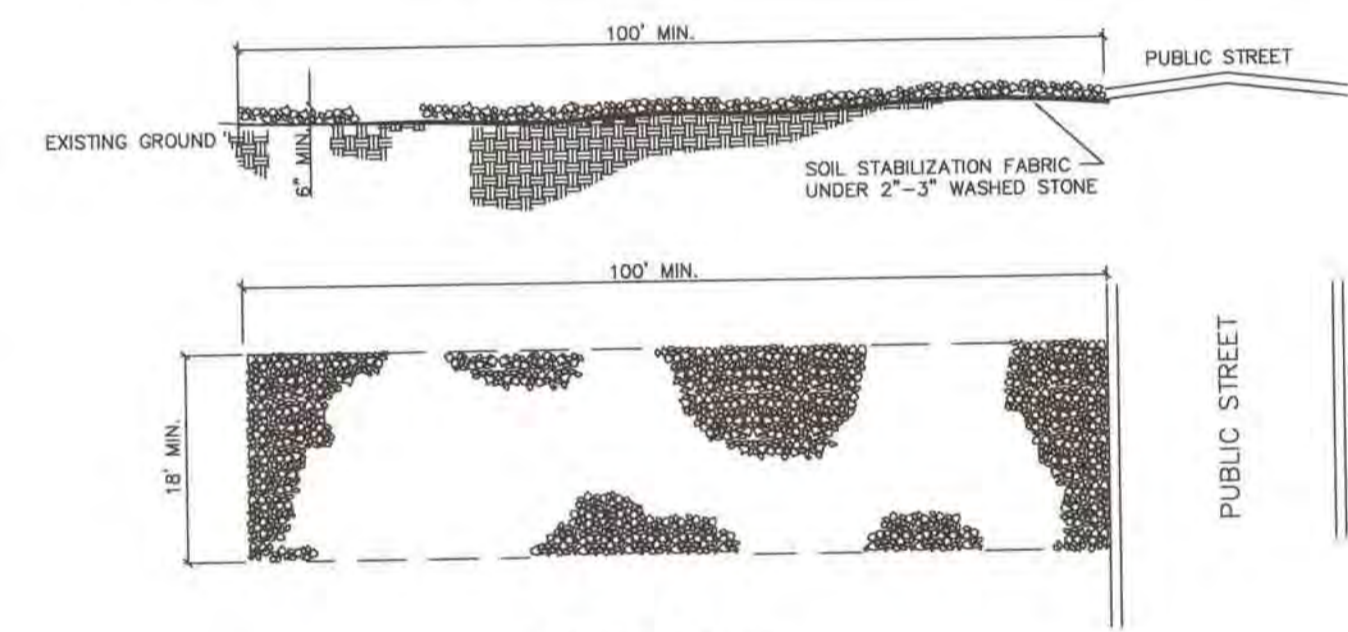 100' MIN.
PUBLIC STREET
EXISTING GROUND
6" MIN.
SOIL STABILIZATION FABRIC
UNDER 2"-3" WASHED STONE
100' MIN.
18' MIN.
PUBLIC STREET